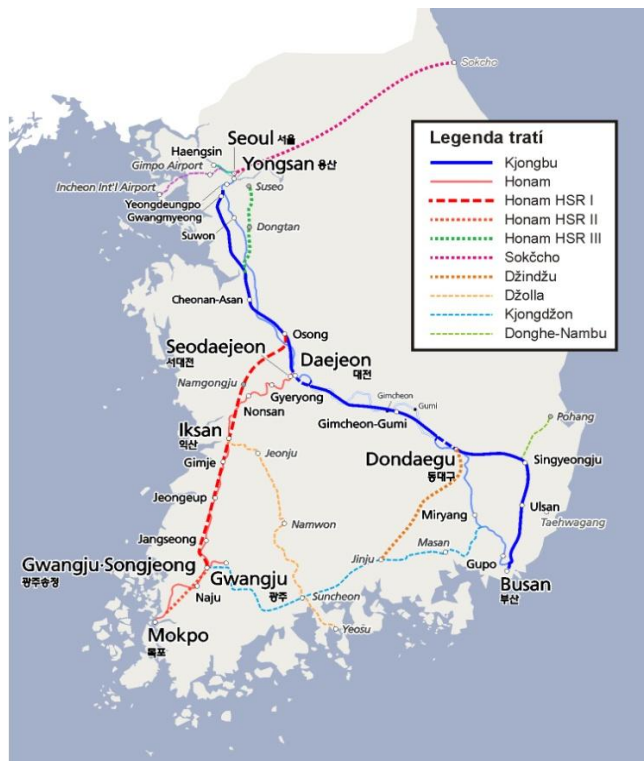 Sokcho
Seoul 서울
Haengsin
Gimpo Airport
Yongsan 용산
Incheon Int'l Airport
Suseo
Yeongdeungpo
Gwangmyeong
Suwon
Dongtan
Legenda tratí
Kjongbu
Honam
Honam HSR I
Honam HSR II
Honam HSR III
Sokčcho
Džindžu
Džolla
Kjongdžon
Donghe-Nambu
Cheonan-Asan
Osong
Seodaejeon
서대전
Daejeon
대전
Namgongju
Gyeryong
Nonsan
Gimcheon
Gumi
Gimcheon-Gumi
Pohang
Iksan
익산
Gimje
Jeonju
Dondaegu
동대구
Singyeongju
Jeongeup
Miryang
Ulsan
Taehwagang
Namwon
Masan
Jangseong
Jinju
Gwangju·Songjeong
광주송정
Gwangju
광주
Gupo
Busan
부산
Naju
Suncheon
Mokpo
목포
Yeošu